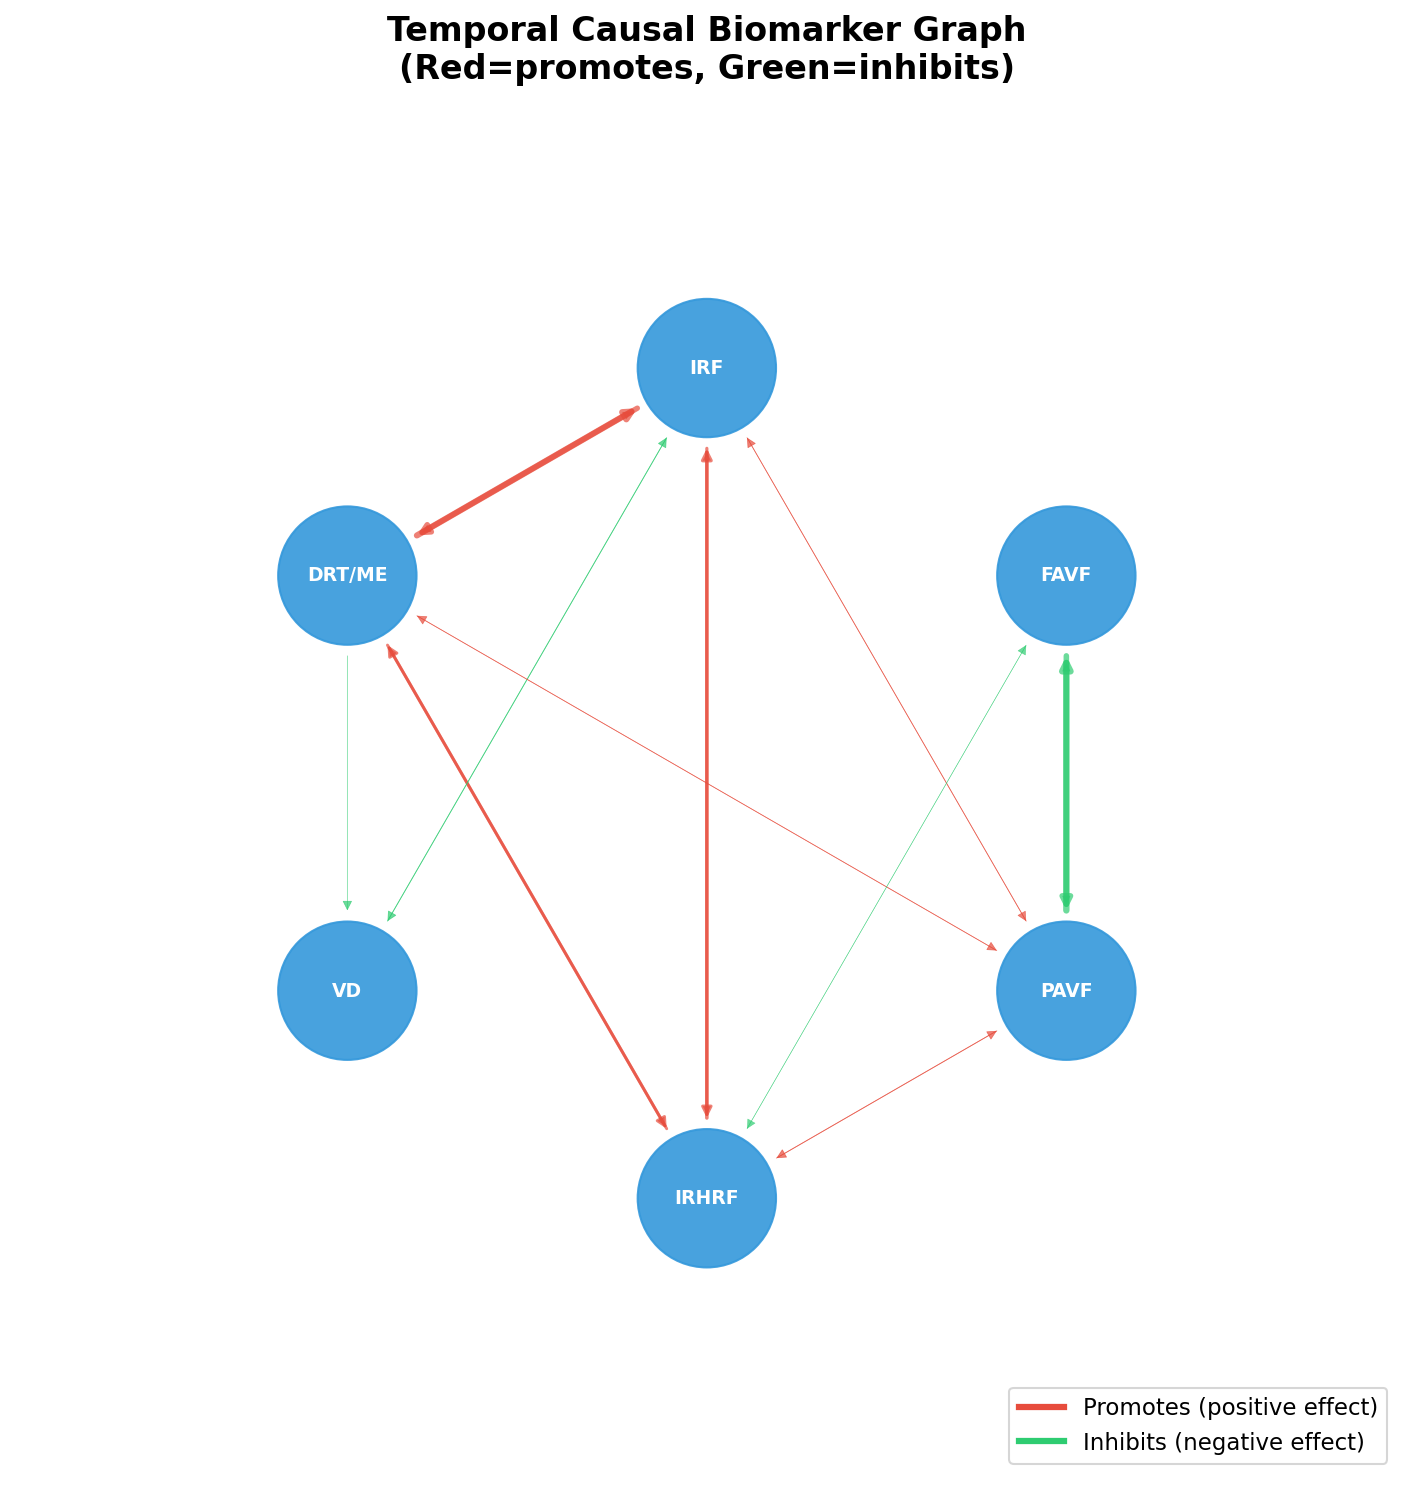 Temporal Causal Biomarker Graph
(Red=promotes, Green=inhibits)
IRF
DRT/ME
FAVF
VD
PAVF
IRHRF
Promotes (positive effect)
Inhibits (negative effect)